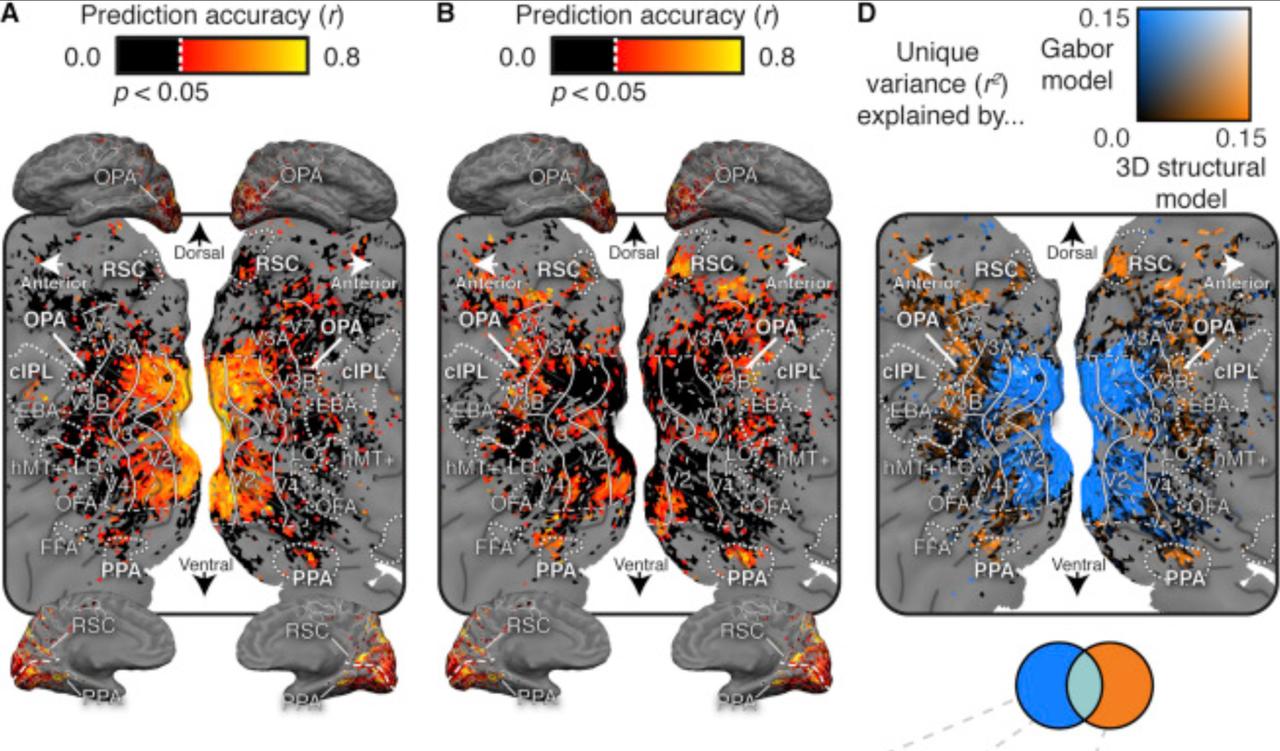 A
Prediction accuracy (r)
0.0
0.8
p < 0.05
OPA
OPA
Dorsal
RSC
RSC
Anterior
Anterior
OPA
V7
V7
OPA
V3A
V3A
cIPL
V3B
cIPL
EBA
V3B
V3
EBA
V3
hMT+
LO
V2
LO
hMT+
V4
V2
V4
OFA
OFA
FFA
Ventral
PPA
PPA
RSC
RSC
PPA
PPA
B
Prediction accuracy (r)
0.0
0.8
p < 0.05
OPA
OPA
Dorsal
RSC
RSC
Anterior
Anterior
OPA
V7
V7
OPA
V3A
V3A
cIPL
V3B
cIPL
EBA
V3B
V1
V3
EBA
V3
V1
hMT+
LO
V2
LO
hMT+
V4
V2
V4
OFA
OFA
FFA
Ventral
PPA
PPA
RSC
RSC
PPA
PPA
D
Unique
variance (r²)
explained by...
0.15
Gabor
model
0.0
0.15
3D structural
model
Dorsal
RSC
RSC
Anterior
Anterior
OPA
V7
V7
OPA
V3A
V3A
cIPL
V3B
cIPL
EBA
V3B
V3
EBA
V3
hMT+
LO
V2
LO
hMT+
V4
V2
V4
OFA
OFA
FFA
Ventral
PPA
PPA